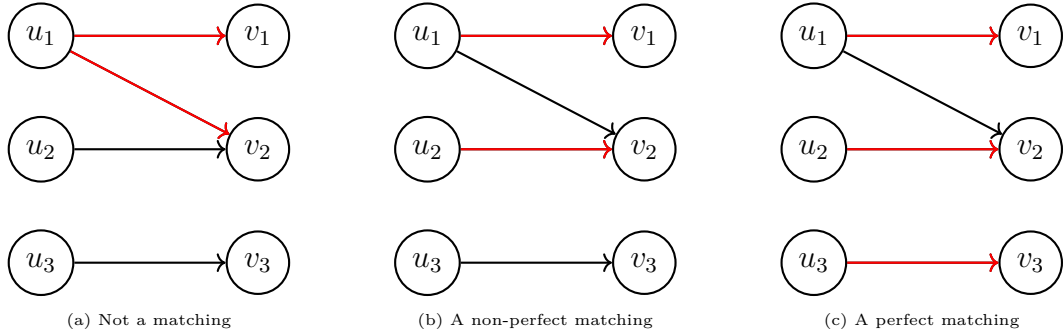 u1 v1 u1 v1 u1 v1
u2 v2 u2 v2 u2 v2
u3 v3 u3 v3 u3 v3
(a) Not a matching (b) A non-perfect matching (c) A perfect matching